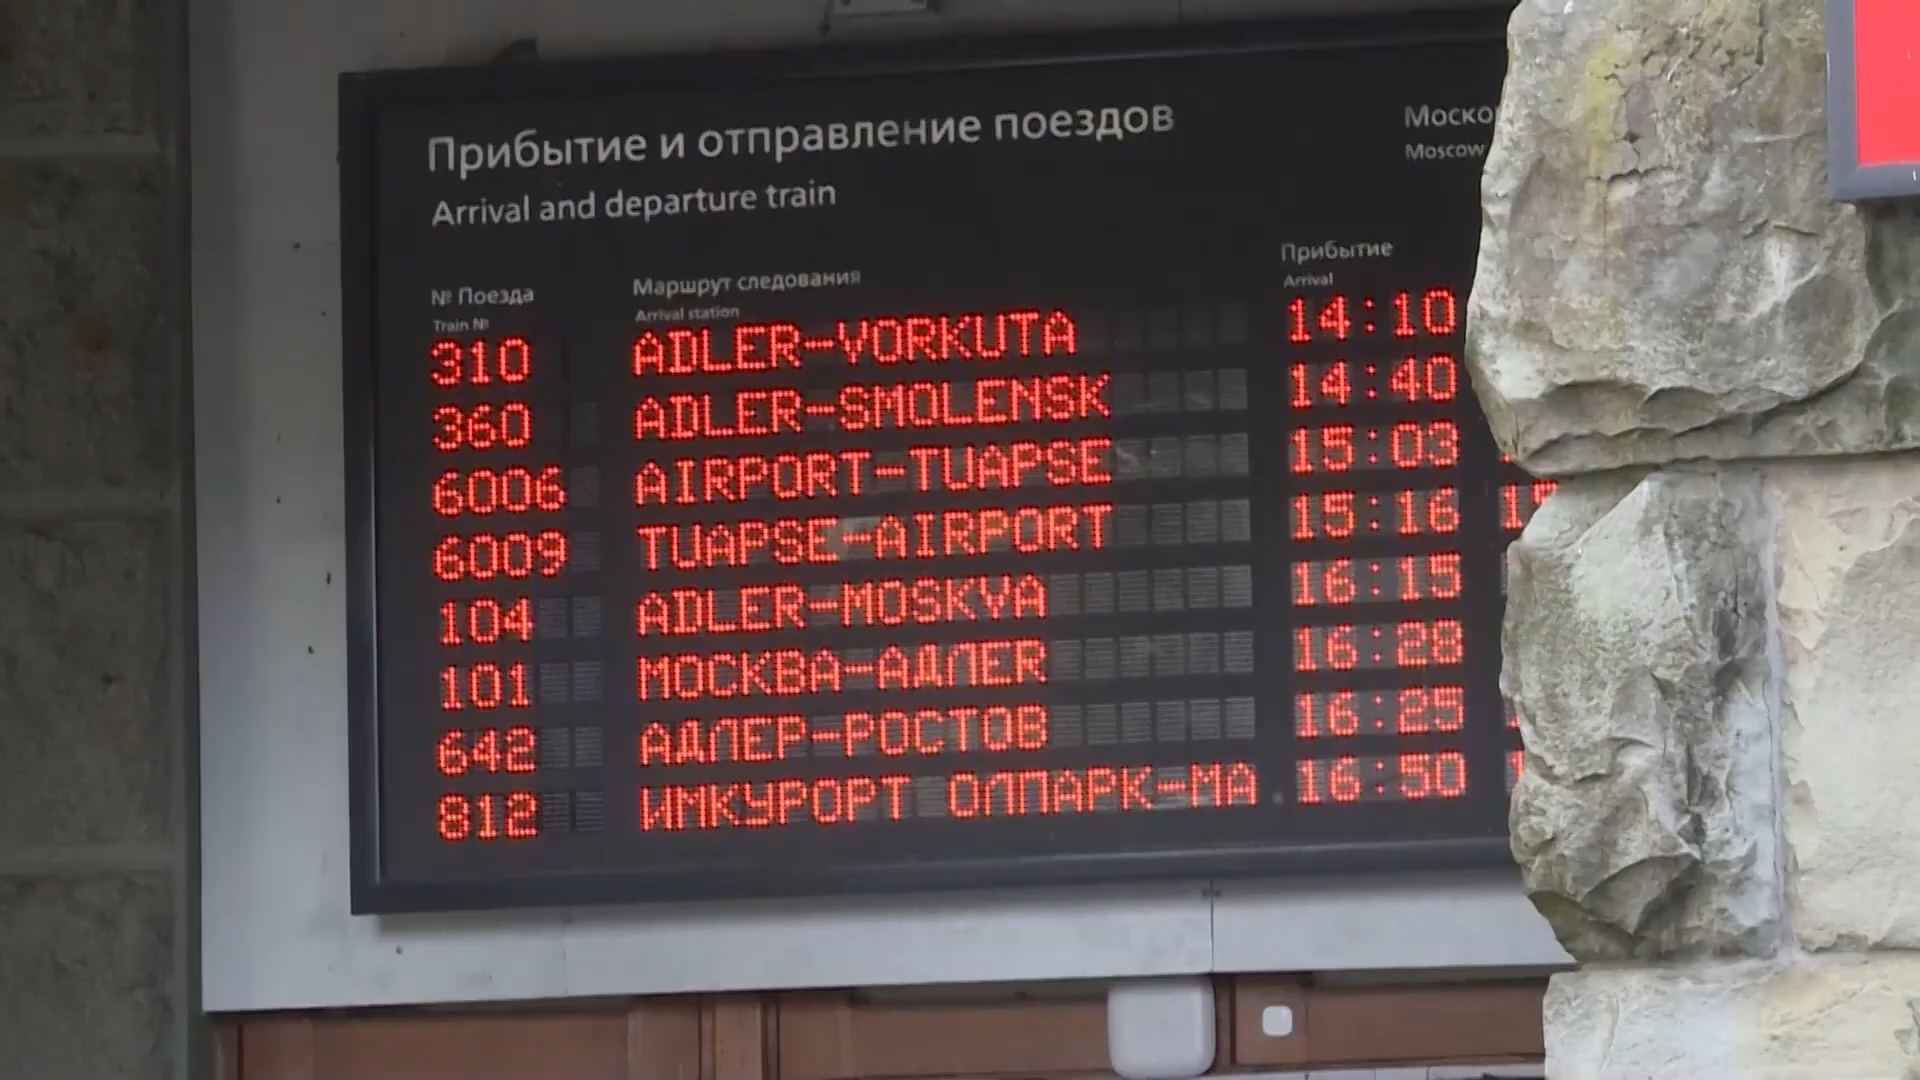 Прибытие и отправление поездов
Arrival and departure train
Moscow
№ Поезда Маршрут следования Прибытие
Train № Arrival station Arrival
310 ADLER-VORKUTA 14:10
360 ADLER-SMOLENSK 14:40
6006 AIRPORT-TUAPSE 15:03
6009 TUAPSE-AIRPORT 15:16
104 ADLER-MOSKVA 16:15
101 МОСКВА-АДЛЕR 16:28
642 АДЛЕР-РОСТОВ 16:25
812 ИМКУРОРТ ОЛПАРК-МА 16:50